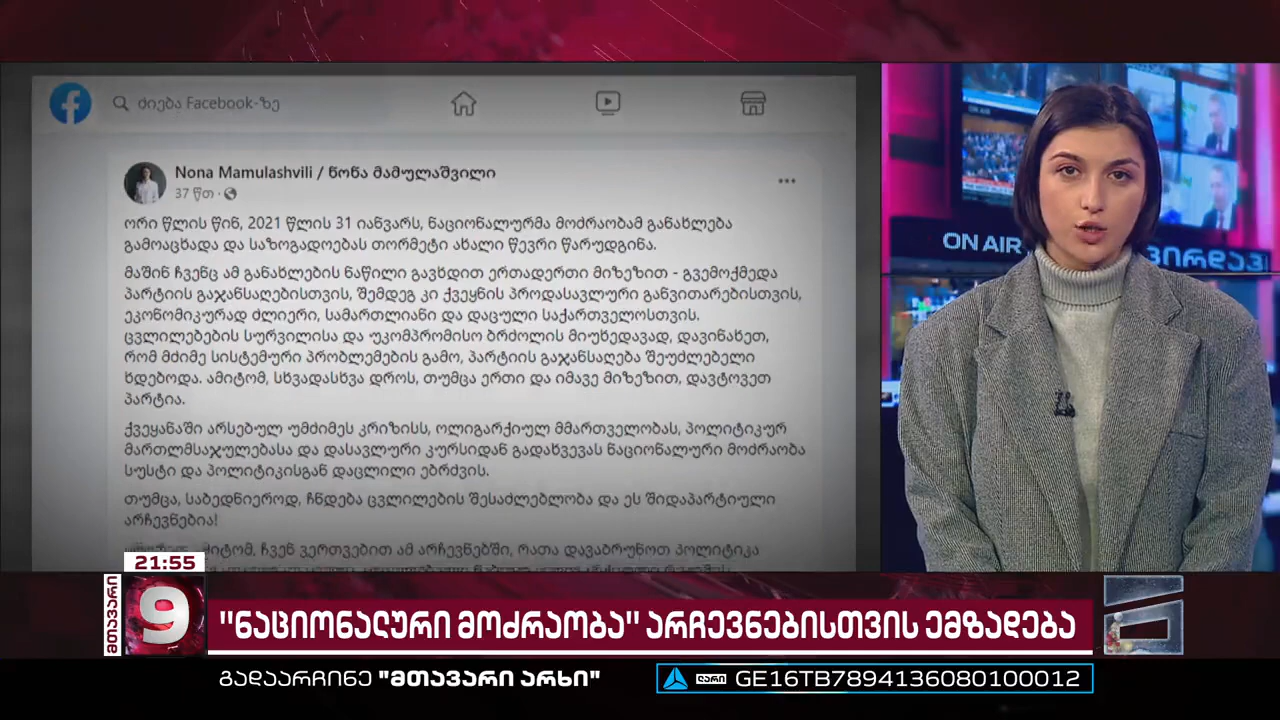 ძიება Facebook-ზე
Nona Mamulashvili / ნონა მამულაშვილი
37 წთ ·
ორი წლის წინ, 2021 წლის 31 იანვარს, ნაციონალურმა მოძრაობამ განახლება
გამოაცხადა და საზოგადოებას თორმეტი ახალი წევრი წარუდგინა.
მაშინ ჩვენც ამ განახლების ნაწილი გავხდით ერთადერთი მიზეზით - გვემოქმედა
პარტიის გაჯანსაღებისთვის, შემდეგ კი ქვეყნის პროდასავლური განვითარებისთვის,
ეკონომიკურად ძლიერი, სამართლიანი და დაცული საქართველოსთვის.
ცვლილებების სურვილისა და უკომპრომისო ბრძოლის მიუხედავად, დავინახეთ,
რომ მძიმე სისტემური პრობლემების გამო, პარტიის გაჯანსაღება შეუძლებელი
ხდებოდა. ამიტომ, სხვადასხვა დროს, თუმცა ერთი და იმავე მიზეზით, დავტოვეთ
პარტია.
ქვეყანაში არსებულ უმძიმეს კრიზისს, ოლიგარქიულ მმართველობას, პოლიტიკურ
მართლმსაჯულებასა და დასავლური კურსიდან გადახვევას ნაციონალური მოძრაობა
სუსტი და პოლიტიკისგან დაცლილი ებრძვის.
თუმცა, საბედნიეროდ, ჩნდება ცვლილების შესაძლებლობა და ეს შიდაპარტიული
არჩევნებია!
ჩვენ ვერთვებით ამ არჩევნებში, რათა დავაბრუნოთ პოლიტიკა
ON AIR
ON AIR
21:55
მთავარი
9
"ნაციონალური მოძრაობა" არჩევნებისთვის ემზადება
გადაარჩინე "მთავარი არხი"
ლარი GE16TB7894136080100012